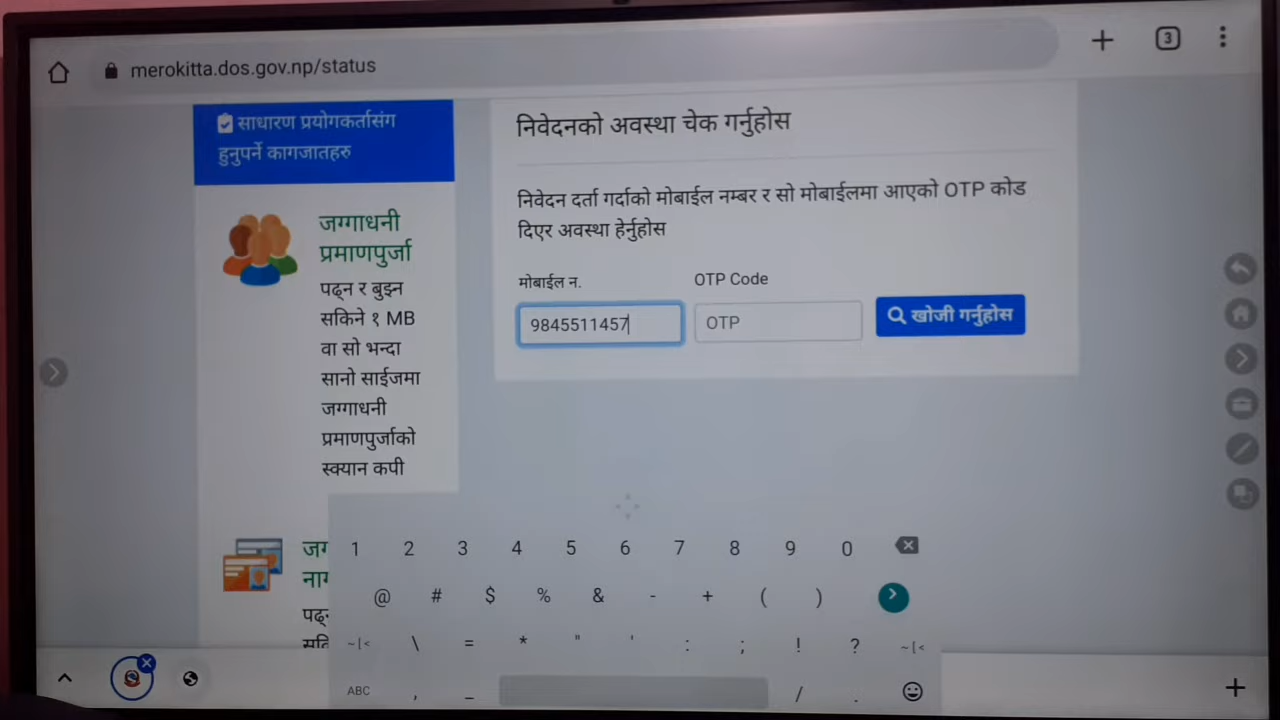 merokitta.dos.gov.np/status
3
साधारण प्रयोगकर्तासंग
हुनुपर्ने कागजातहरु
जग्गाधनी
प्रमाणपुर्जा
पढ्न र बुझ्न
सकिने १ MB
वा सो भन्दा
सानो साईजमा
जग्गाधनी
प्रमाणपुर्जाको
स्क्यान कपी
निवेदनको अवस्था चेक गर्नुहोस
निवेदन दर्ता गर्दाको मोबाईल नम्बर र सो मोबाईलमा आएको OTP कोड
दिएर अवस्था हेर्नुहोस
मोबाईल न. OTP Code
9845511457 OTP खोजी गर्नुहोस
1 2 3 4 5 6 7 8 9 0
@ # $ % & - + ( )
~|< \ = * " ' : ; ! ? ~|<
ABC , _ / .